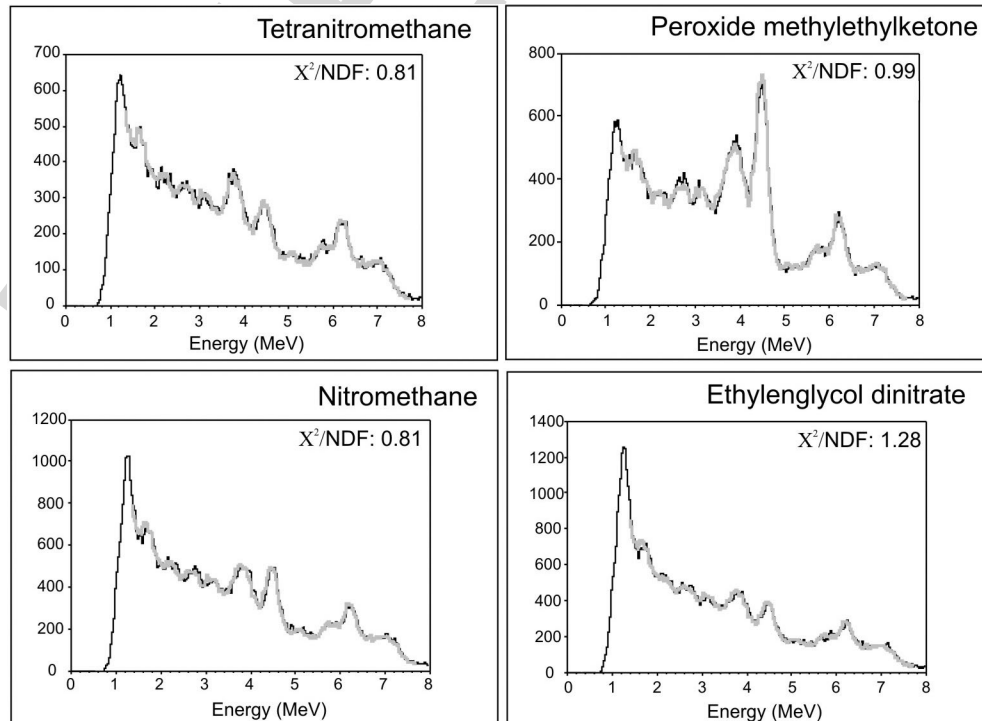 Tetranitromethane
X²/NDF: 0.81
700
600
500
400
300
200
100
0
0 1 2 3 4 5 6 7 8
Energy (MeV)
Peroxide methylethylketone
X²/NDF: 0.99
800
600
400
200
0
0 1 2 3 4 5 6 7 8
Energy (MeV)
Nitromethane
X²/NDF: 0.81
1200
1000
800
600
400
200
0
0 1 2 3 4 5 6 7 8
Energy (MeV)
Ethylenglycol dinitrate
X²/NDF: 1.28
1400
1200
1000
800
600
400
200
0
0 1 2 3 4 5 6 7 8
Energy (MeV)